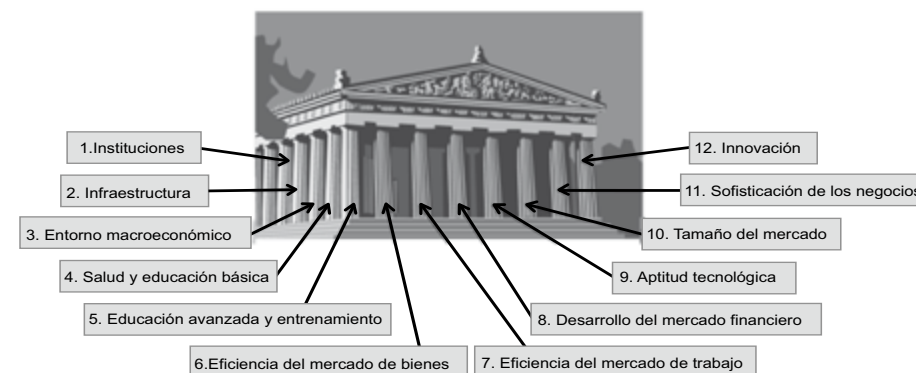 1.Instituciones
2. Infraestructura
3. Entorno macroeconómico
4. Salud y educación básica
5. Educación avanzada y entrenamiento
6.Eficiencia del mercado de bienes
7. Eficiencia del mercado de trabajo
8. Desarrollo del mercado financiero
9. Aptitud tecnológica
10. Tamaño del mercado
11. Sofisticación de los negocios
12. Innovación